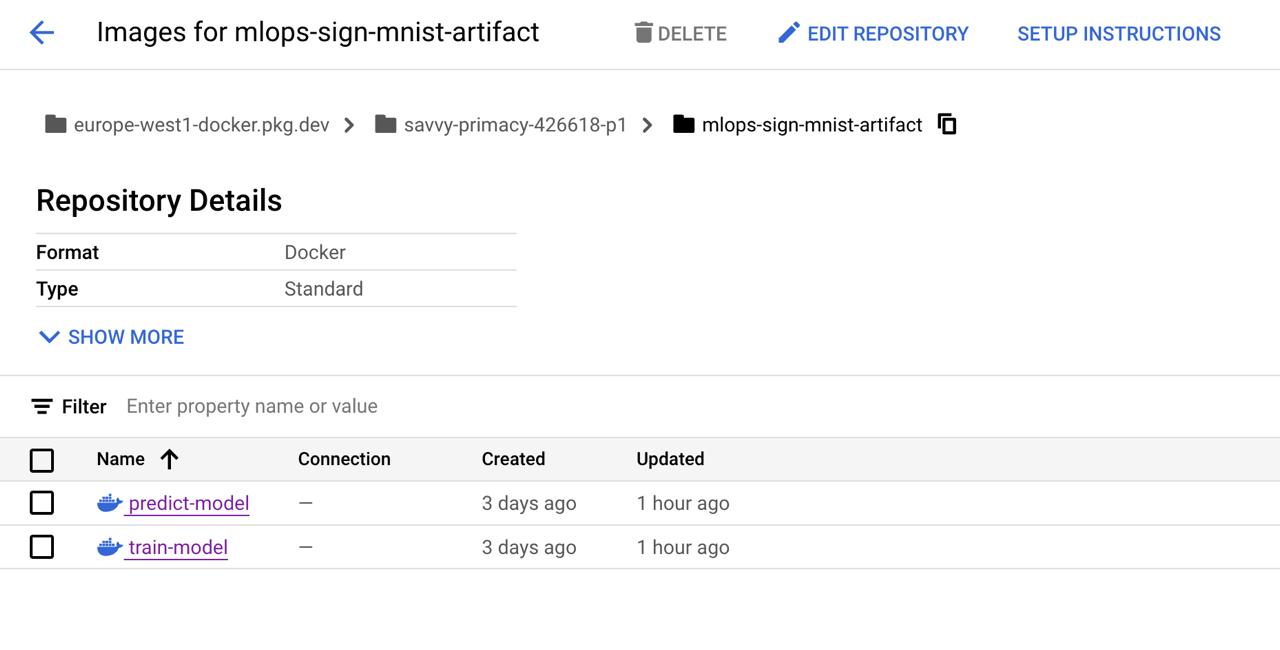 Images for mlops-sign-mnist-artifact DELETE EDIT REPOSITORY SETUP INSTRUCTIONS
europe-west1-docker.pkg.dev savvy-primacy-426618-p1 mlops-sign-mnist-artifact
Repository Details
Format Docker
Type Standard
SHOW MORE
Filter Enter property name or value
Name Connection Created Updated
predict-model — 3 days ago 1 hour ago
train-model — 3 days ago 1 hour ago